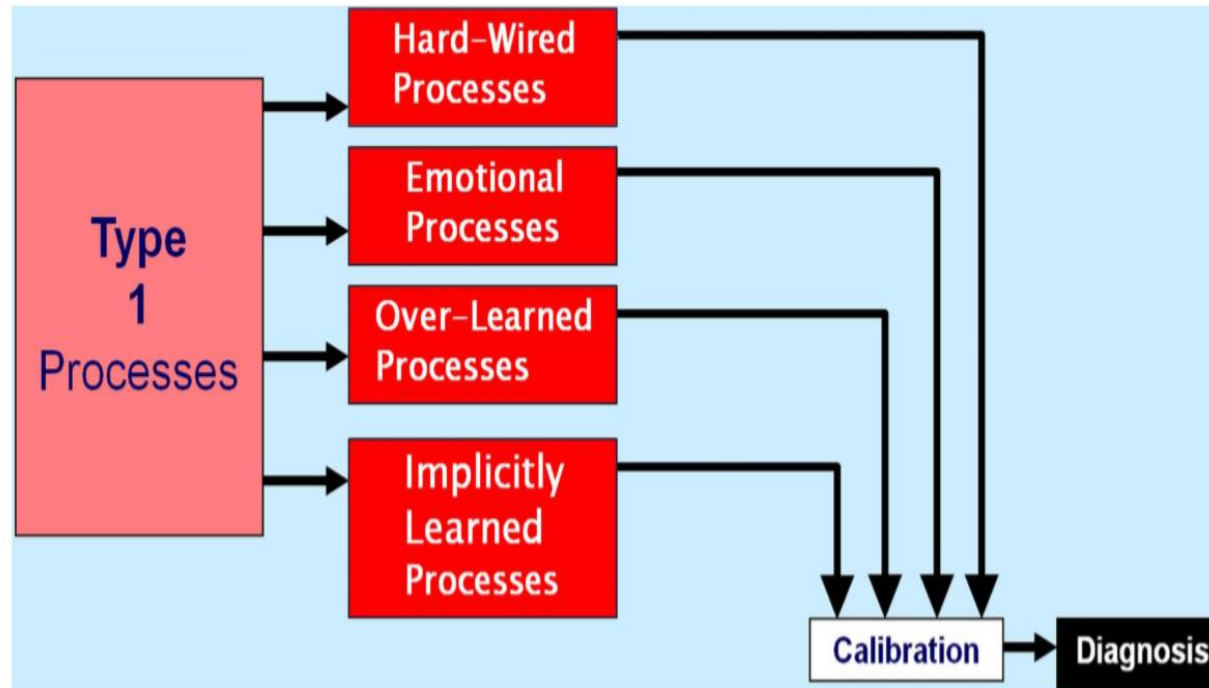 Type
1
Processes
Hard-Wired
Processes
Emotional
Processes
Over-Learned
Processes
Implicitly
Learned
Processes
Calibration
Diagnosis